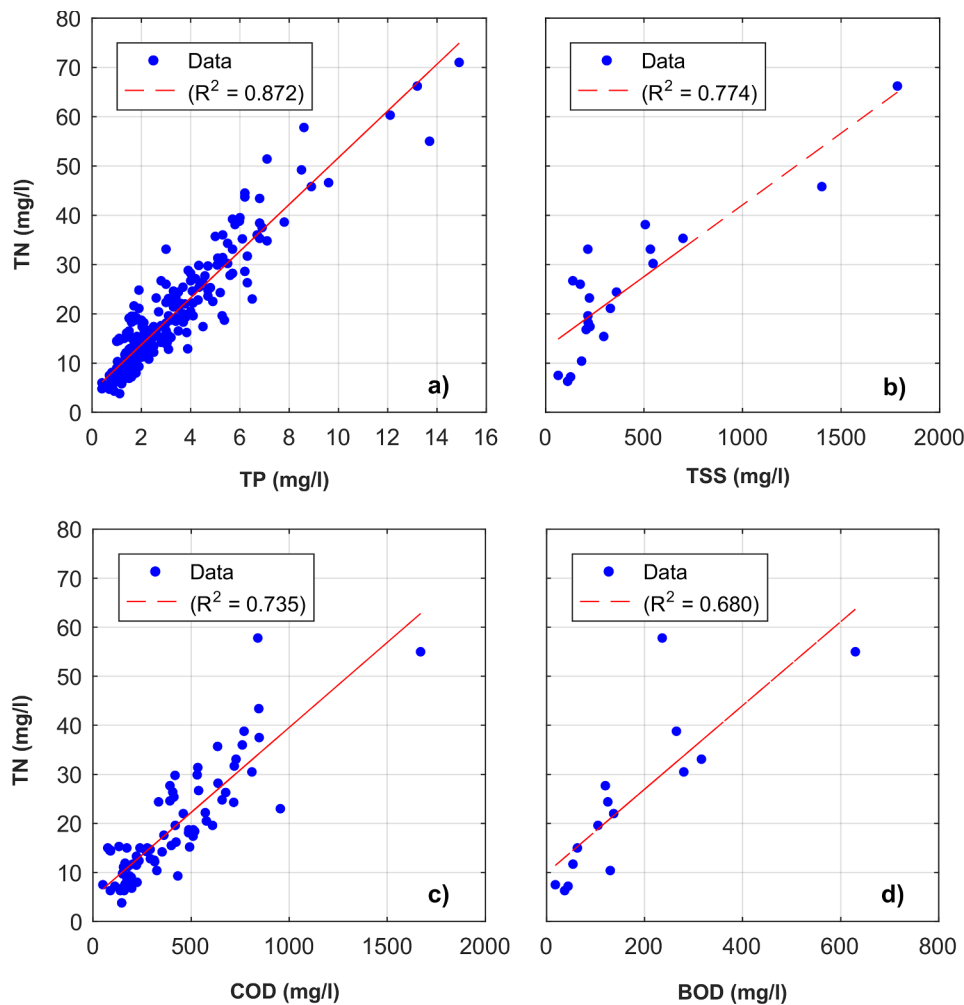 80
70
60
50
40
30
20
10
0
TN (mg/l)
Data
(R² = 0.872)
a)
0 2 4 6 8 10 12 14 16
TP (mg/l)
Data
(R² = 0.774)
b)
0 500 1000 1500 2000
TSS (mg/l)
80
70
60
50
40
30
20
10
0
TN (mg/l)
Data
(R² = 0.735)
c)
0 500 1000 1500 2000
COD (mg/l)
Data
(R² = 0.680)
d)
0 200 400 600 800
BOD (mg/l)